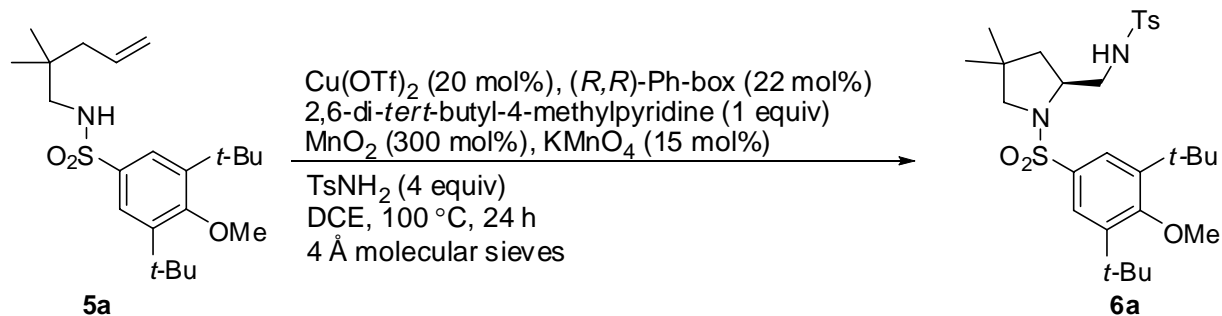 NH
O₂S
t-Bu
OMe
t-Bu
5a
Cu(OTf)₂ (20 mol%), (R,R)-Ph-box (22 mol%)
2,6-di-tert-butyl-4-methylpyridine (1 equiv)
MnO₂ (300 mol%), KMnO₄ (15 mol%)
TsNH₂ (4 equiv)
DCE, 100 °C, 24 h
4 Å molecular sieves
Ts
HN
N
O₂S
t-Bu
OMe
t-Bu
6a